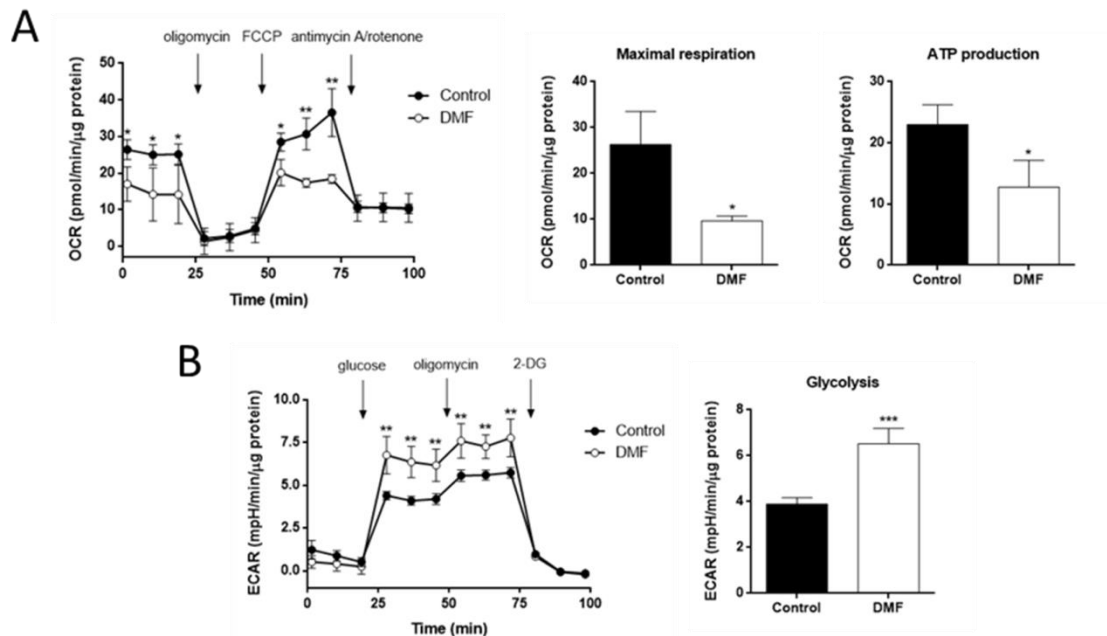 A
oligomycin FCCP antimycin A/rotenone
OCR (pmol/min/µg protein)
50
40
30
20
10
0
* * * * ** **
Control
DMF
0 25 50 75 100
Time (min)
Maximal respiration
OCR (pmol/min/µg protein)
40
30
20
10
0
*
Control DMF
ATP production
OCR (pmol/min/µg protein)
30
20
10
0
*
Control DMF
B
glucose oligomycin 2-DG
ECAR (mpH/min/µg protein)
10.0
7.5
5.0
2.5
0.0
** ** ** ** ** **
Control
DMF
0 25 50 75 100
Time (min)
Glycolysis
ECAR (mpH/min/µg protein)
8
6
4
2
0
***
Control DMF